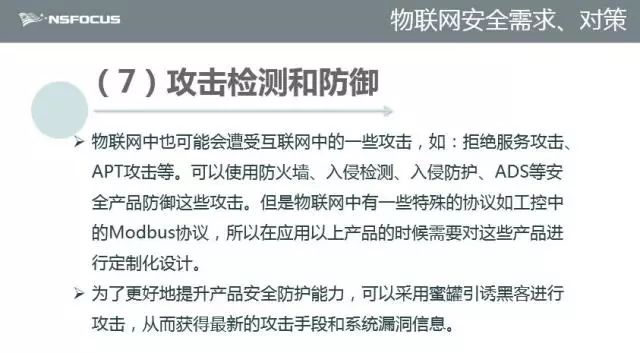 NSFOCUS
物联网安全需求、对策
（7）攻击检测和防御
➢ 物联网中也可能会遭受互联网中的一些攻击，如：拒绝服务攻击、
APT攻击等。可以使用防火墙、入侵检测、入侵防护、ADS等安
全产品防御这些攻击。但是物联网中有一些特殊的协议如工控
中的Modbus协议，所以在应用以上产品的时候需要对这些产品进
行定制化设计。
➢ 为了更好地提升产品安全防护能力，可以采用蜜罐引诱黑客进行
攻击，从而获得最新的攻击手段和系统漏洞信息。